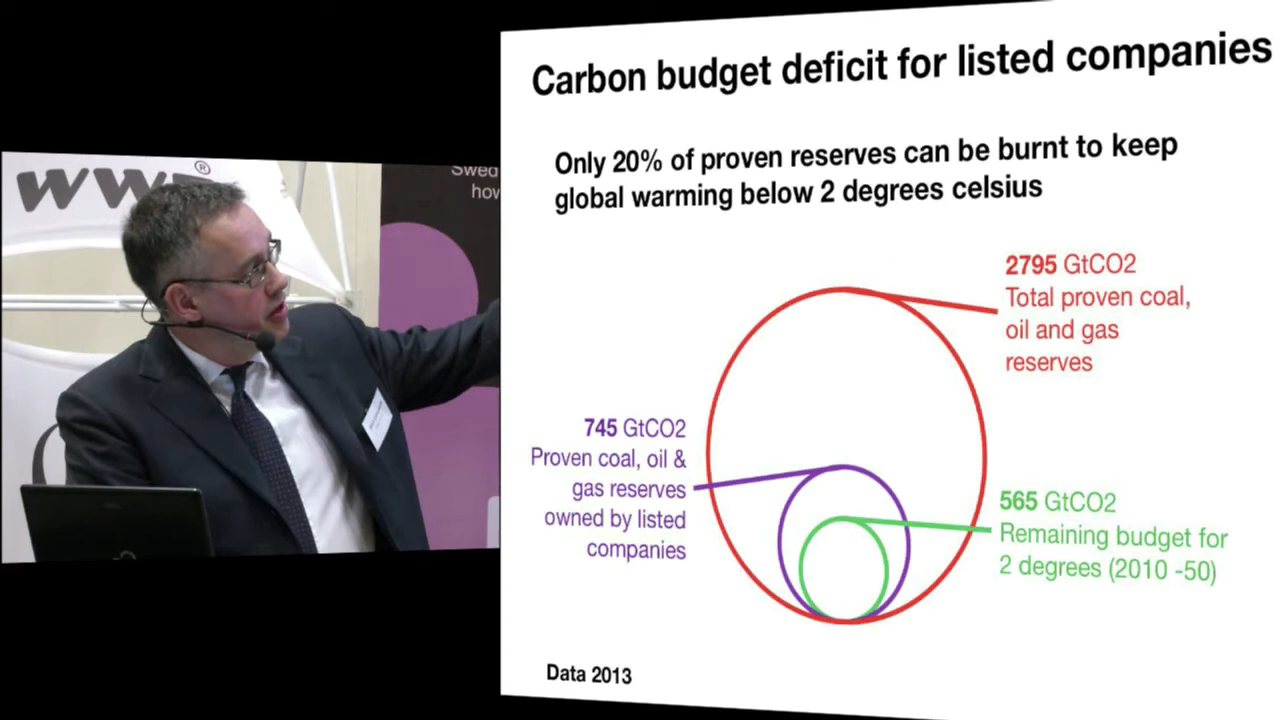 WWF
®
Swed
how
Carbon budget deficit for listed companies
Only 20% of proven reserves can be burnt to keep
global warming below 2 degrees celsius
2795 GtCO2
Total proven coal,
oil and gas
reserves
745 GtCO2
Proven coal, oil &
gas reserves
owned by listed
companies
565 GtCO2
Remaining budget for
2 degrees (2010 -50)
Data 2013